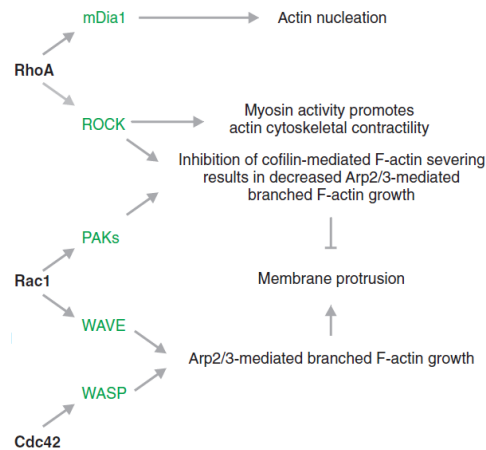 mDia1
Actin nucleation
RhoA
ROCK
Myosin activity promotes
actin cytoskeletal contractility
Inhibition of cofilin-mediated F-actin severing
results in decreased Arp2/3-mediated
branched F-actin growth
PAKs
Rac1
Membrane protrusion
WAVE
Arp2/3-mediated branched F-actin growth
WASP
Cdc42